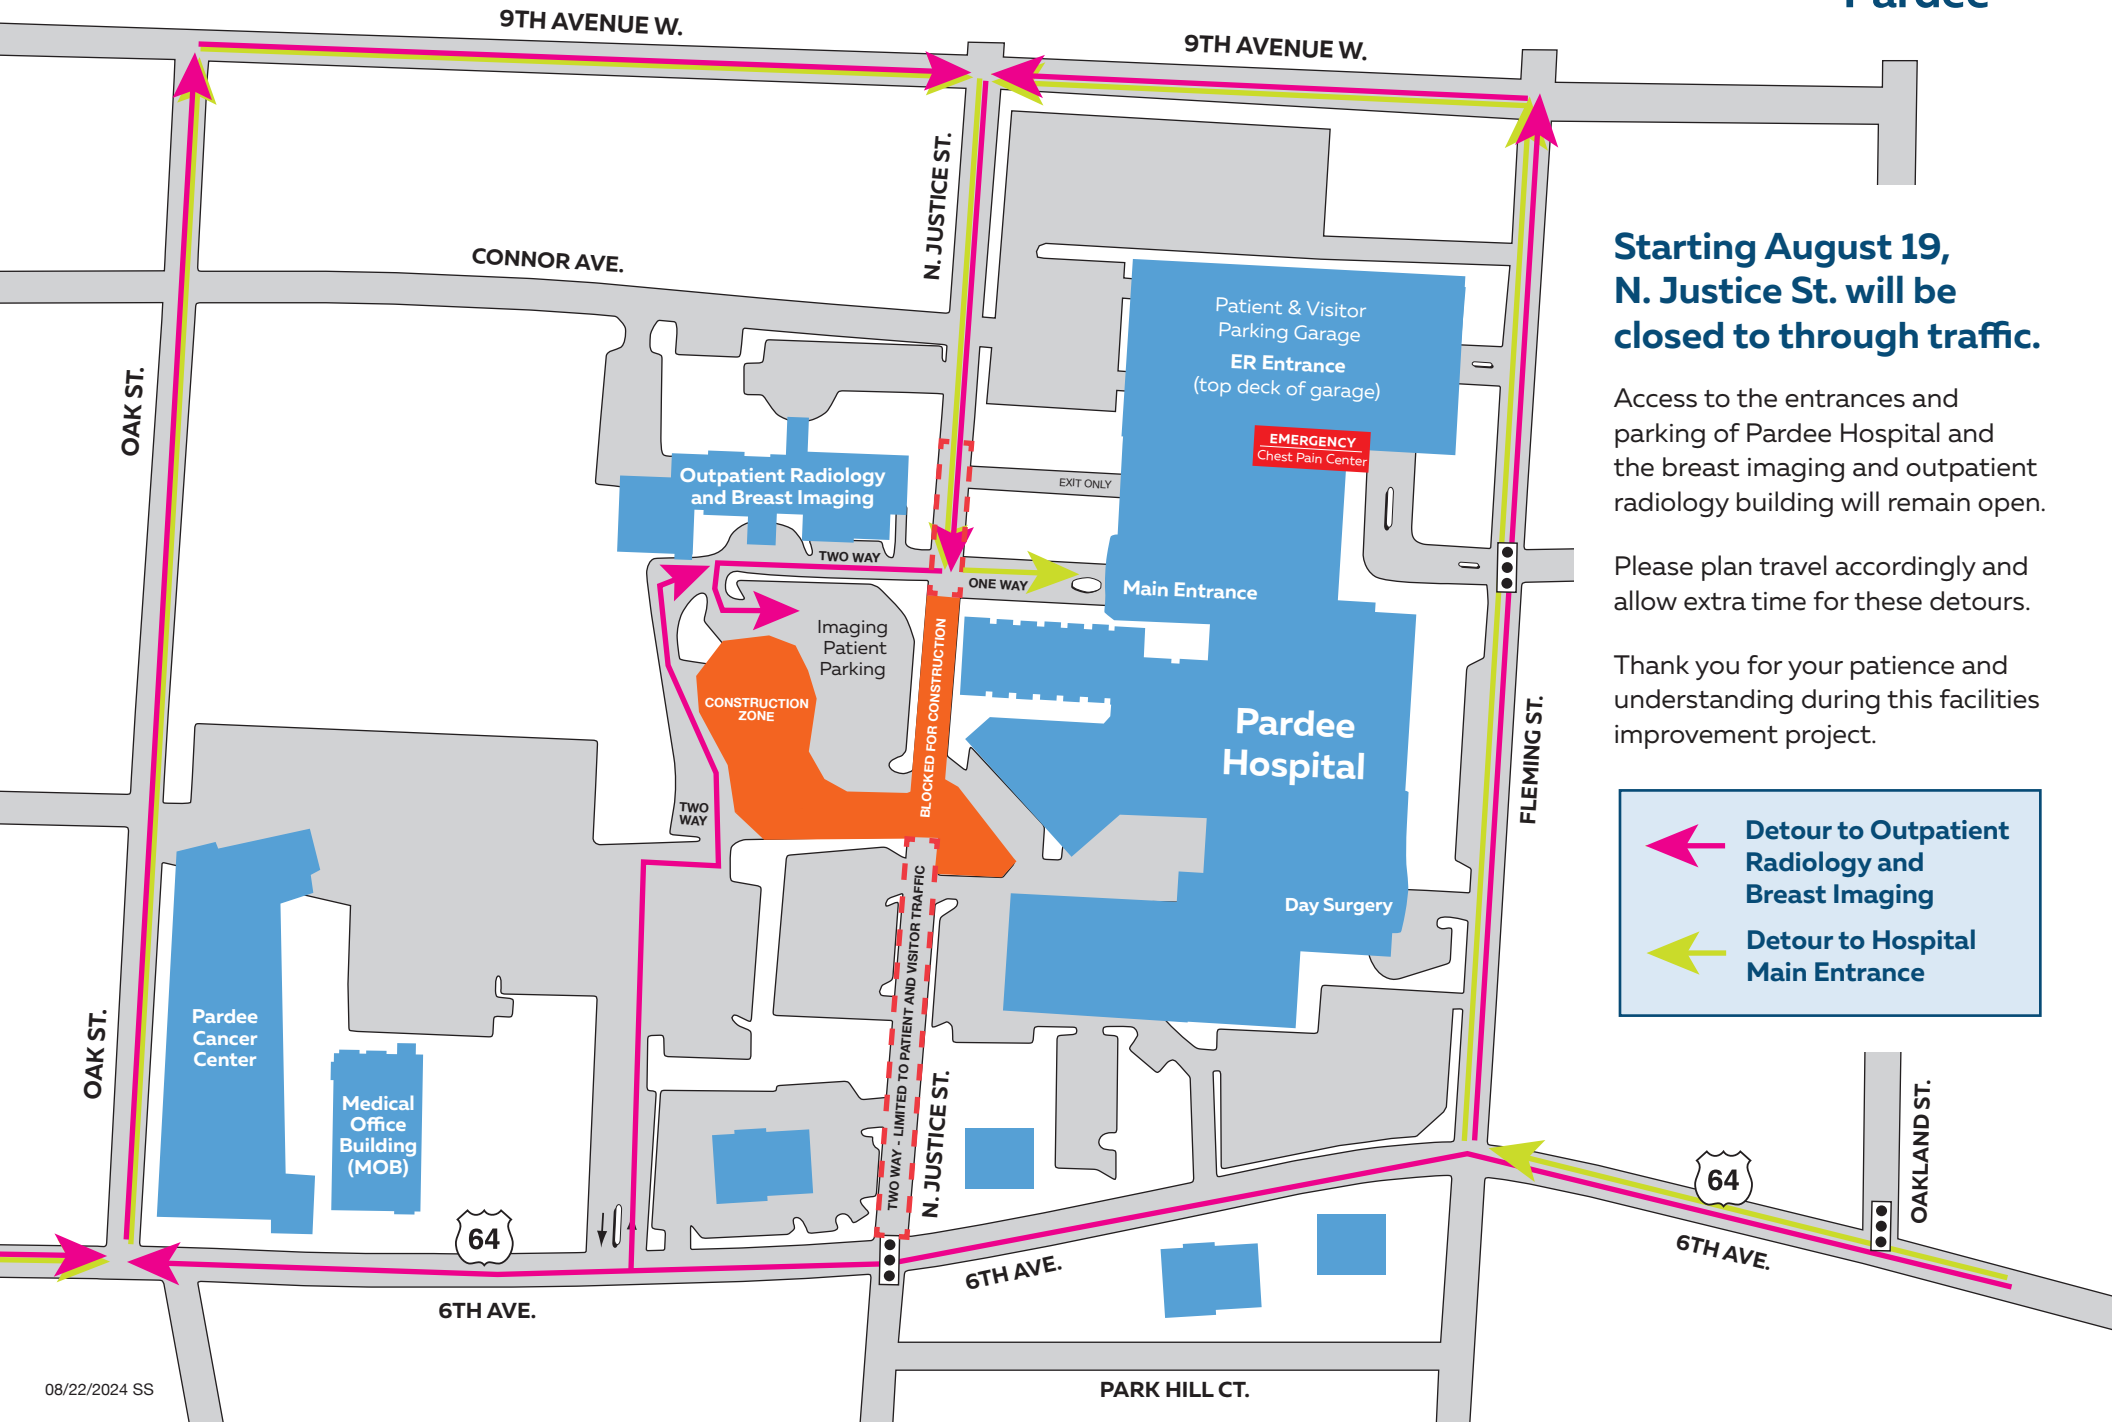 Pardee
9TH AVENUE W.
9TH AVENUE W.
N. JUSTICE ST.
CONNOR AVE.
OAK ST.
Patient & Visitor
Parking Garage
ER Entrance
(top deck of garage)
EMERGENCY
Chest Pain Center
EXIT ONLY
Outpatient Radiology
and Breast Imaging
TWO WAY
ONE WAY
Main Entrance
Imaging
Patient
Parking
CONSTRUCTION
ZONE
BLOCKED FOR CONSTRUCTION
TWO
WAY
Pardee
Hospital
Day Surgery
FLEMING ST.
Starting August 19,
N. Justice St. will be
closed to through traffic.
Access to the entrances and
parking of Pardee Hospital and
the breast imaging and outpatient
radiology building will remain open.
Please plan travel accordingly and
allow extra time for these detours.
Thank you for your patience and
understanding during this facilities
improvement project.
Detour to Outpatient
Radiology and
Breast Imaging
Detour to Hospital
Main Entrance
OAK ST.
Pardee
Cancer
Center
Medical
Office
Building
(MOB)
TWO WAY - LIMITED TO PATIENT AND VISITOR TRAFFIC
N. JUSTICE ST.
64
64
OAKLAND ST.
6TH AVE.
6TH AVE.
6TH AVE.
PARK HILL CT.
08/22/2024 SS